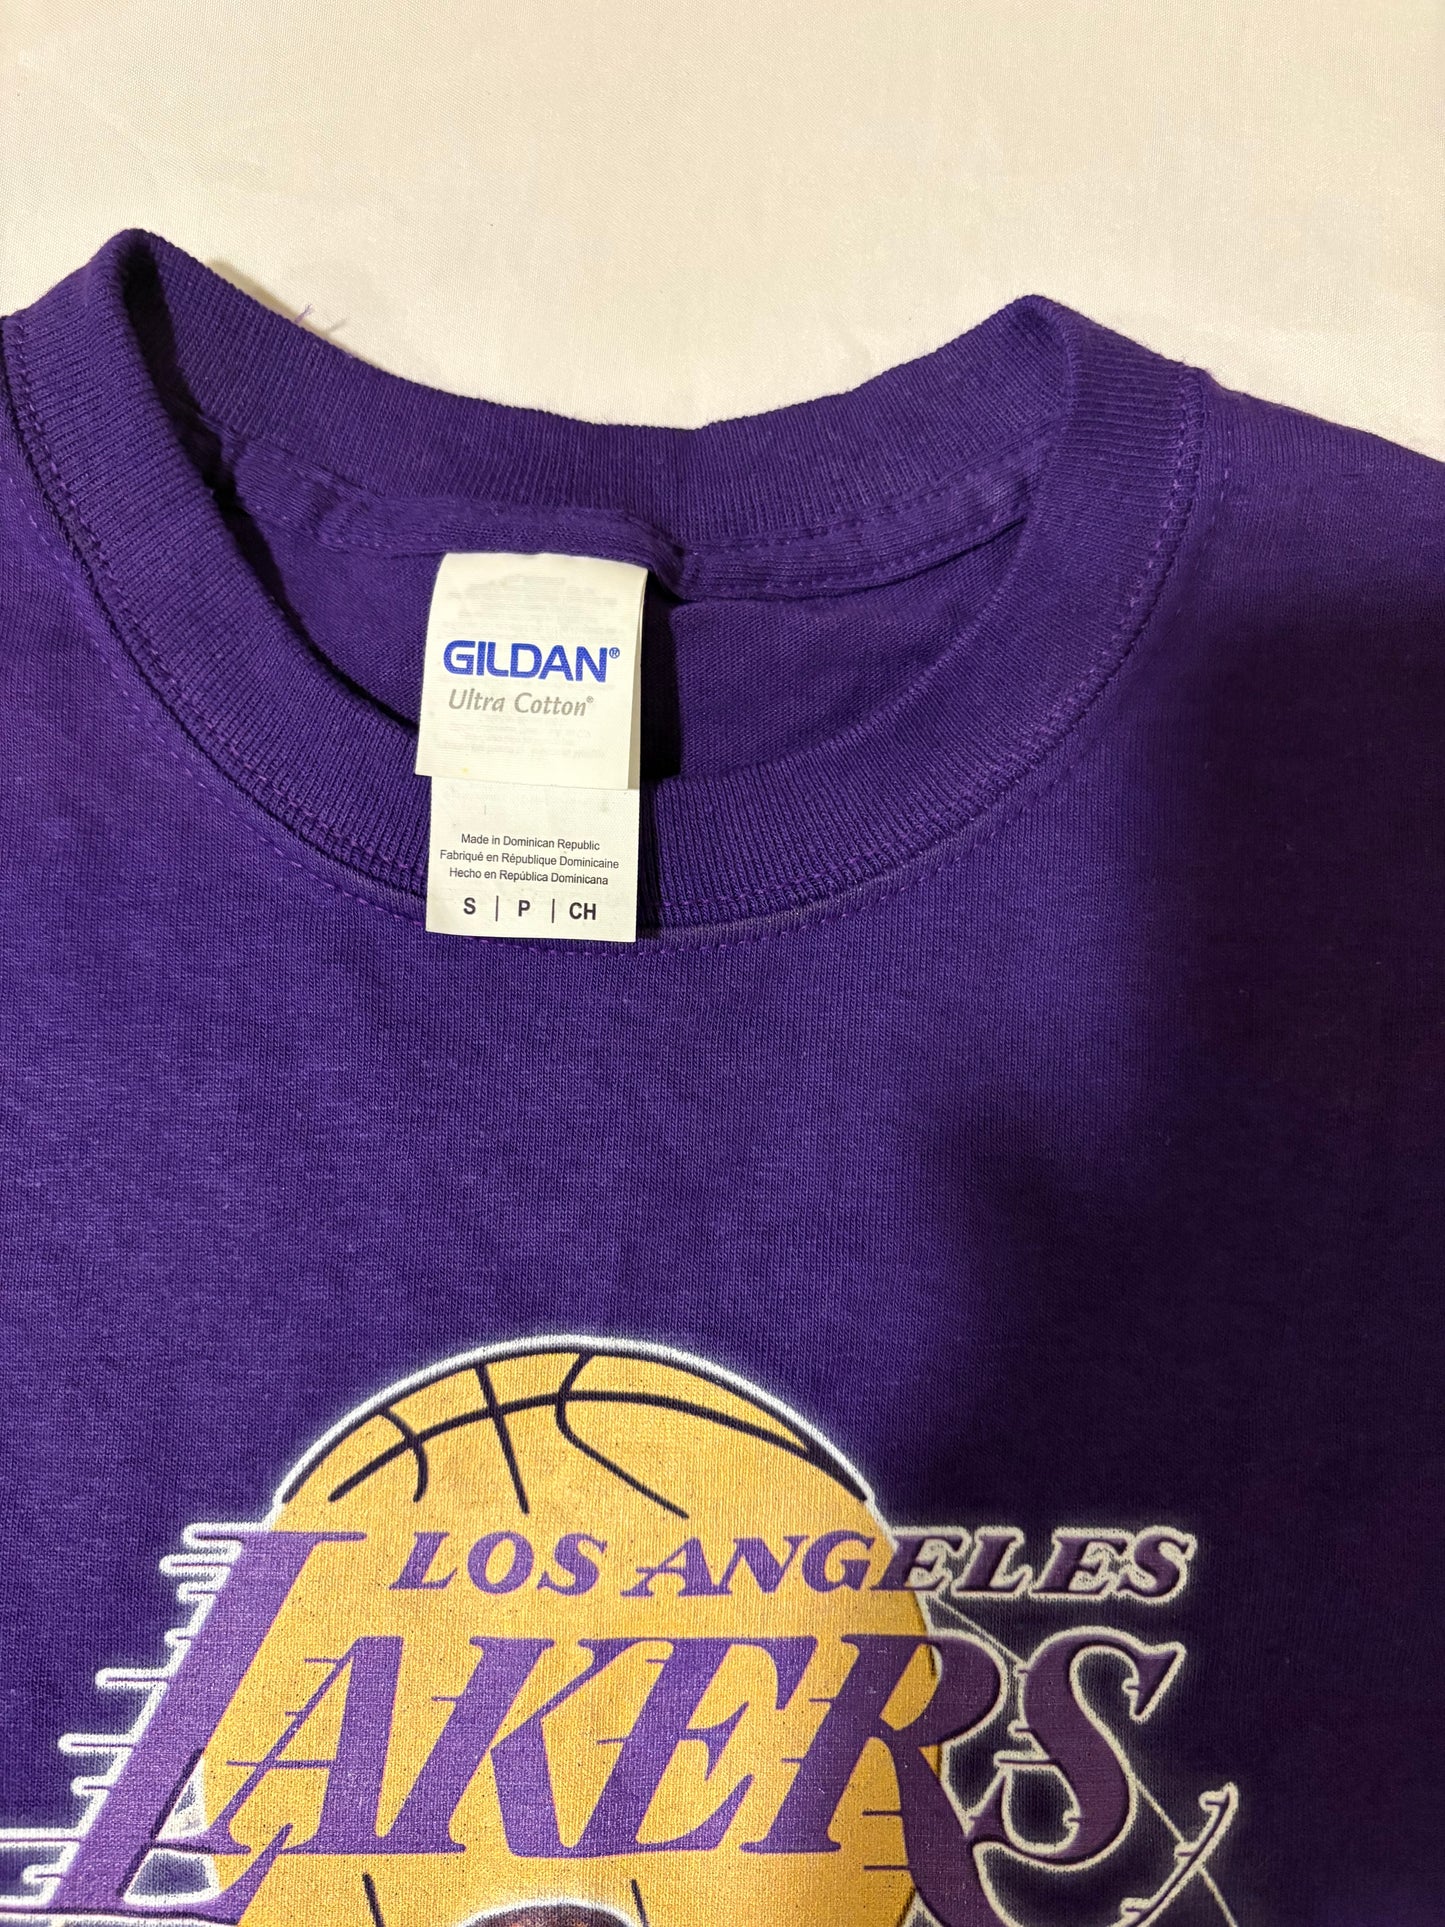 GILDAN®
Ultra Cotton®
Made in Dominican Republic
Fabriqué en République Dominicaine
Hecho en República Dominicana
S | P | CH
LOS ANGELES
LAKERS